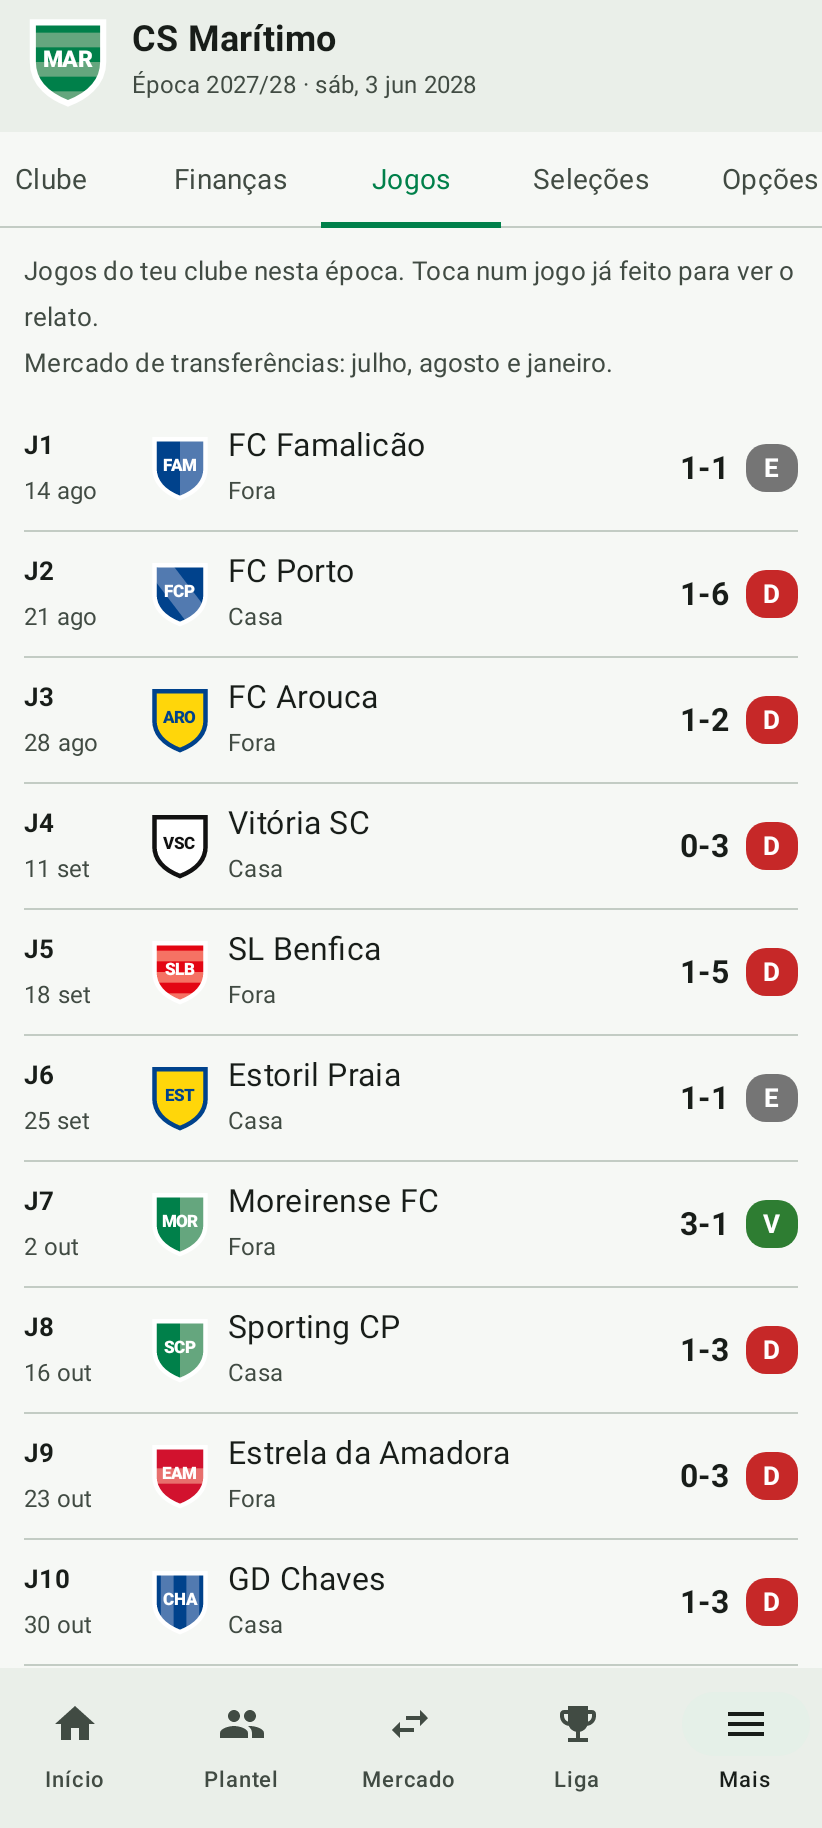 MAR
CS Marítimo
Época 2027/28 · sáb, 3 jun 2028
Clube
Finanças
Jogos
Seleções
Opções
Jogos do teu clube nesta época. Toca num jogo já feito para ver o
relato.
Mercado de transferências: julho, agosto e janeiro.
J1
14 ago
FAM
FC Famalicão
Fora
1-1
E
J2
21 ago
FCP
FC Porto
Casa
1-6
D
J3
28 ago
ARO
FC Arouca
Fora
1-2
D
J4
11 set
VSC
Vitória SC
Casa
0-3
D
J5
18 set
SLB
SL Benfica
Fora
1-5
D
J6
25 set
EST
Estoril Praia
Casa
1-1
E
J7
2 out
MOR
Moreirense FC
Fora
3-1
V
J8
16 out
SCP
Sporting CP
Casa
1-3
D
J9
23 out
EAM
Estrela da Amadora
Fora
0-3
D
J10
30 out
CHA
GD Chaves
Casa
1-3
D
Início
Plantel
Mercado
Liga
Mais